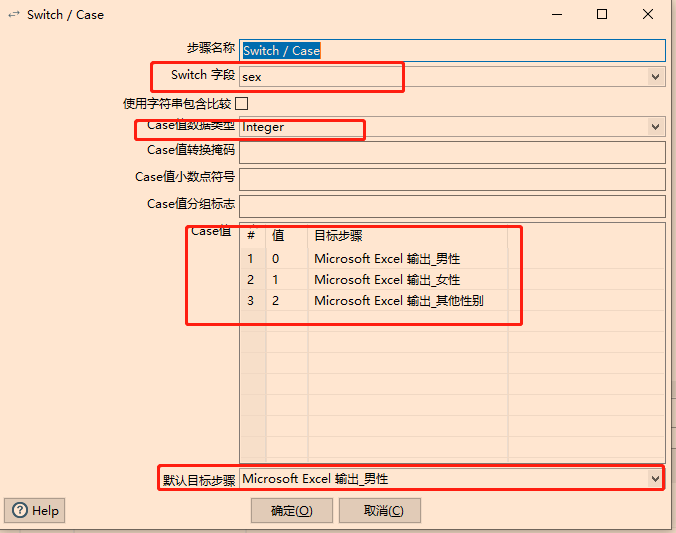 Switch / Case
步骤名称 Switch / Case
Switch 字段 sex
使用字符串包含比较
Case值数据类型 Integer
Case值转换掩码
Case值小数点符号
Case值分组标志
Case值 # 值 目标步骤
1 0 Microsoft Excel 输出_男性
2 1 Microsoft Excel 输出_女性
3 2 Microsoft Excel 输出_其他性别
默认目标步骤 Microsoft Excel 输出_男性
Help 确定(O) 取消(C)